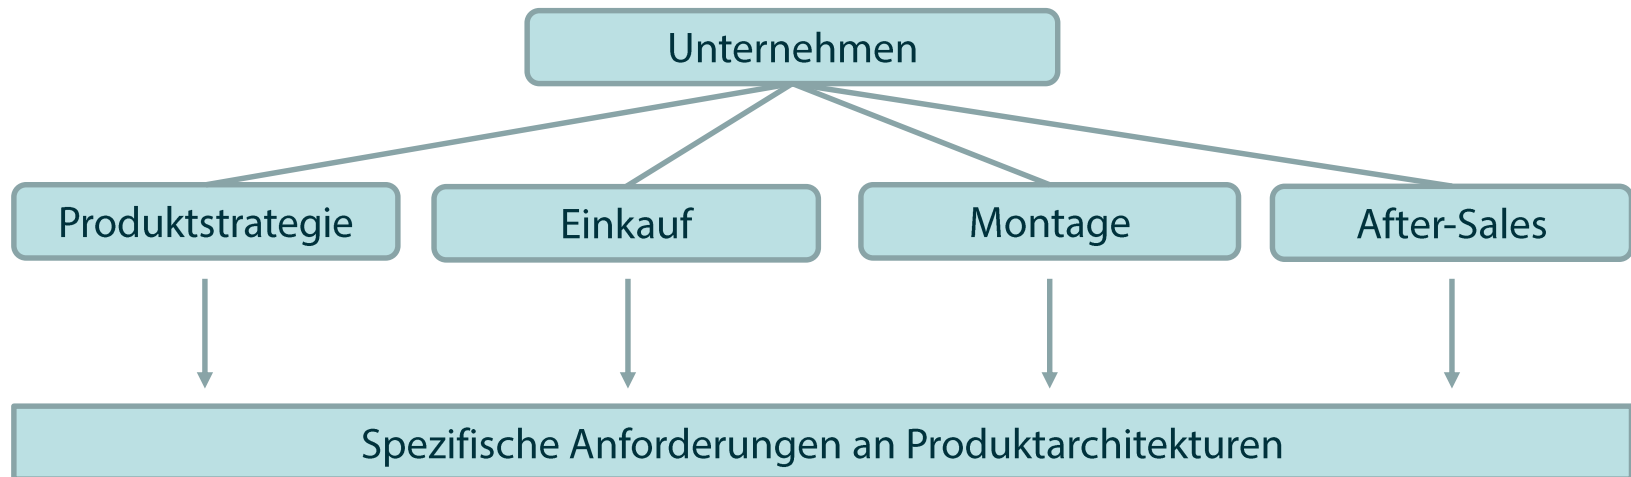 Unternehmen
Produktstrategie
Einkauf
Montage
After-Sales
Spezifische Anforderungen an Produktarchitekturen